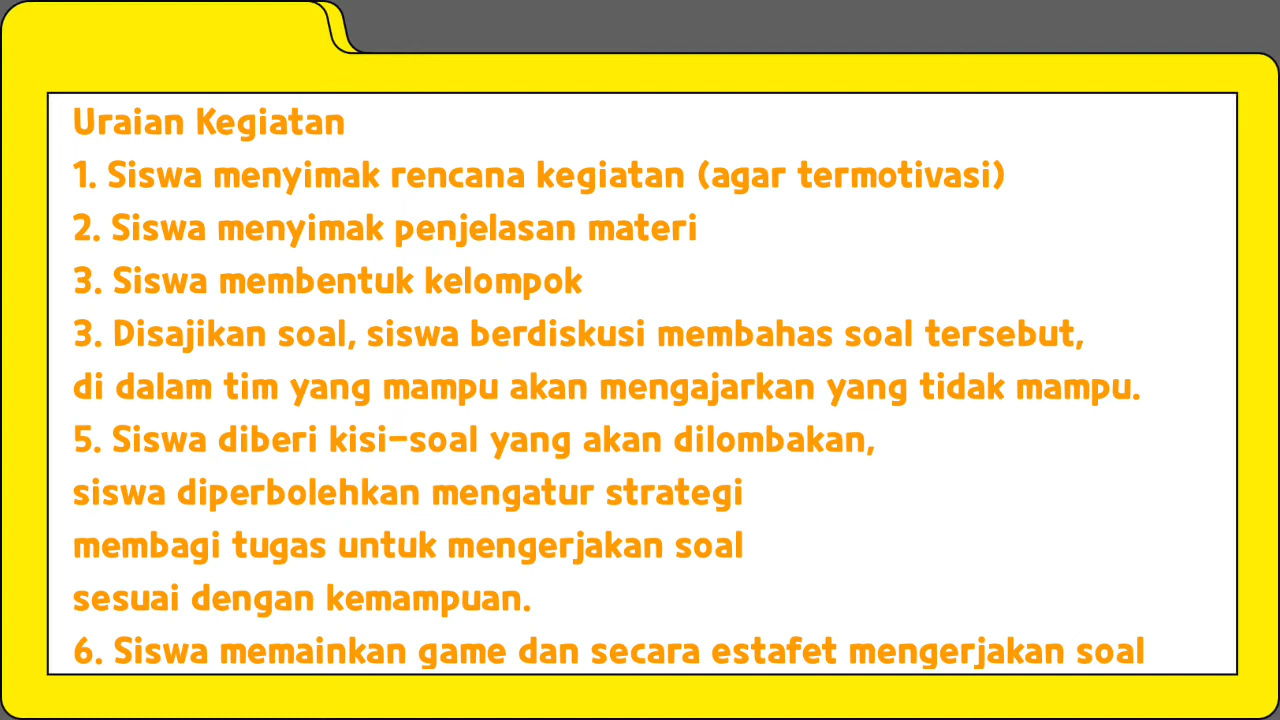 Uraian Kegiatan
1. Siswa menyimak rencana kegiatan (agar termotivasi)
2. Siswa menyimak penjelasan materi
3. Siswa membentuk kelompok
3. Disajikan soal, siswa berdiskusi membahas soal tersebut,
di dalam tim yang mampu akan mengajarkan yang tidak mampu.
5. Siswa diberi kisi-soal yang akan dilombakan,
siswa diperbolehkan mengatur strategi
membagi tugas untuk mengerjakan soal
sesuai dengan kemampuan.
6. Siswa memainkan game dan secara estafet mengerjakan soal